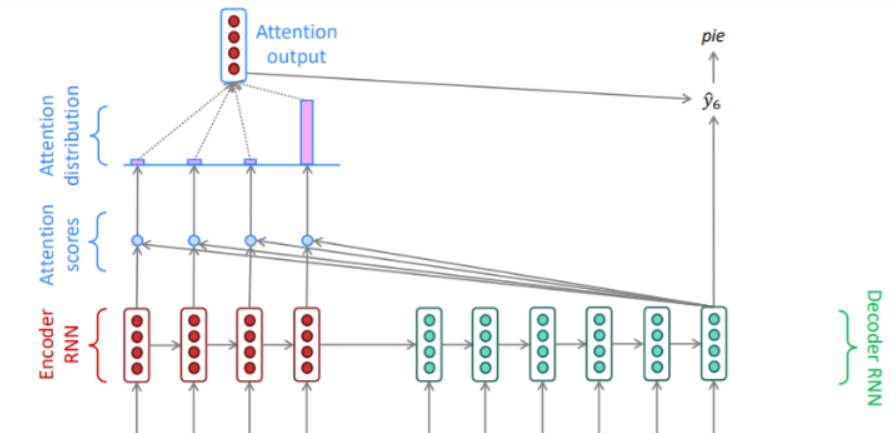 Attention
output
pie
ŷ₆
Attention
distribution
Attention
scores
Encoder
RNN
Decoder RNN